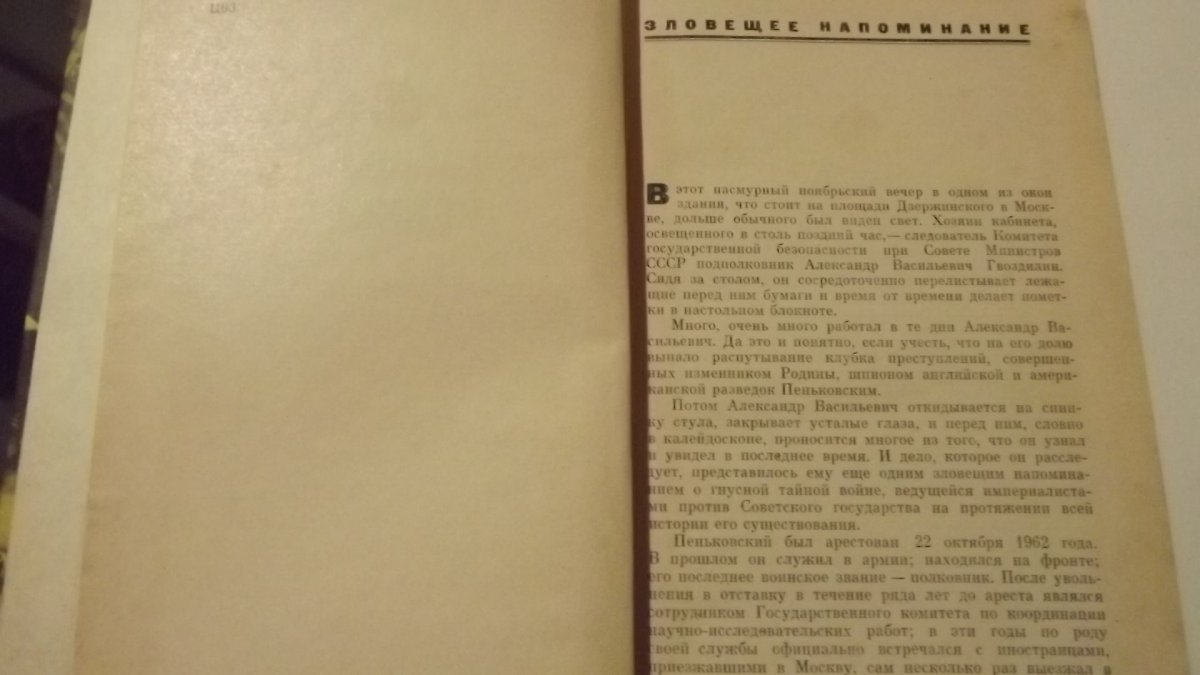 Ц93
ЗЛОВЕЩЕЕ НАПОМИНАНИЕ
В этот пасмурный ноябрьский вечер в одном из окон
здания, что стоит на площади Дзержинского в Моск-
ве, дольше обычного был виден свет. Хозяин кабинета,
освещенного в столь поздний час,— следователь Комитета
государственной безопасности при Совете Министров
СССР подполковник Александр Васильевич Гвоздилин.
Сидя за столом, он сосредоточенно перелистывает лежа-
щие перед ним бумаги и время от времени делает помет-
ки в настольном блокноте.
Много, очень много работал в те дни Александр Ва-
сильевич. Да это и понятно, если учесть, что на его долю
выпало распутывание клубка преступлений, совершен-
ных изменником Родины, шпионом английской и амери-
канской разведок Пеньковским.
Потом Александр Васильевич откидывается на спин-
ку стула, закрывает усталые глаза, и перед ним, словно
в калейдоскопе, проносится многое из того, что он узнал
и увидел в последнее время. И дело, которое он рассле-
дует, представилось ему еще одним зловещим напомина-
нием о гнусной тайной войне, ведущейся империалиста-
ми против Советского государства на протяжении всей
истории его существования.
Пеньковский был арестован 22 октября 1962 года.
В прошлом он служил в армии; находился на фронте;
его последнее воинское звание — полковник. После уволь-
нения в отставку в течение ряда лет до ареста являлся
сотрудником Государственного комитета по координации
научно-исследовательских работ; в эти годы по роду
своей службы официально встречался с иностранцами,
приезжавшими в Москву, сам несколько раз выезжал в